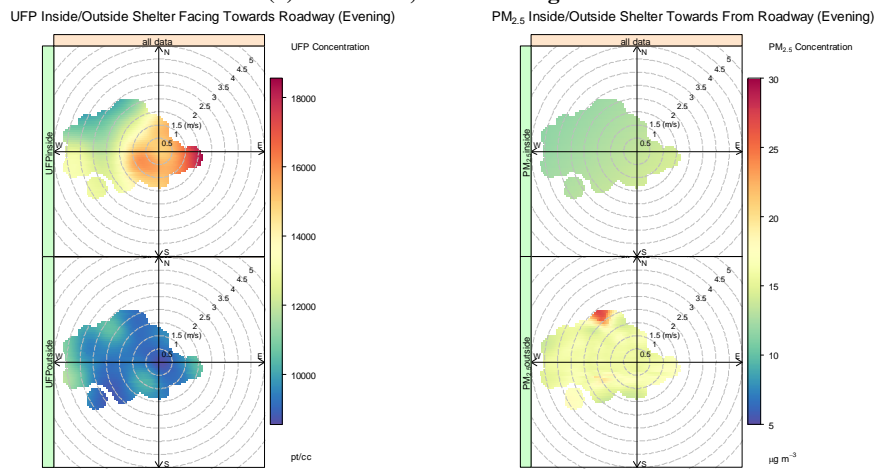 UFP Inside/Outside Shelter Facing Towards Roadway (Evening)
all data
UFP Concentration
UFPinside
N
5
4.5
4
3.5
3
2.5
2
1.5 (m/s)
1
0.5
W
E
S
UFPoutside
N
5
4.5
4
3.5
3
2.5
2
1.5 (m/s)
1
0.5
W
E
S
18000
16000
14000
12000
10000
pt/cc
PM2.5 Inside/Outside Shelter Towards From Roadway (Evening)
all data
PM2.5 Concentration
PM2.5inside
N
5
4.5
4
3.5
3
2.5
2
1.5 (m/s)
1
0.5
W
E
S
PM2.5outside
N
5
4.5
4
3.5
3
2.5
2
1.5 (m/s)
1
0.5
W
E
S
30
25
20
15
10
5
µg m⁻³